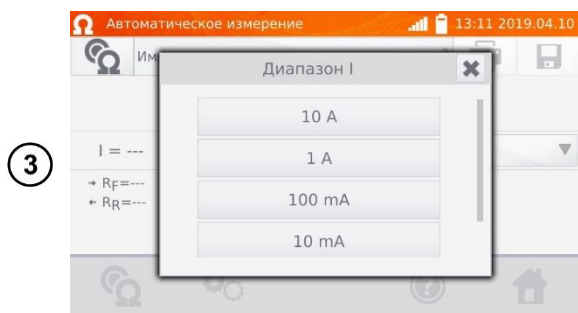 Автоматическое измерение 13:11 2019.04.10
Им
Диапазон I
10 A
1 A
100 mA
10 mA
3
I = ---
→ RF=---
← RR=---